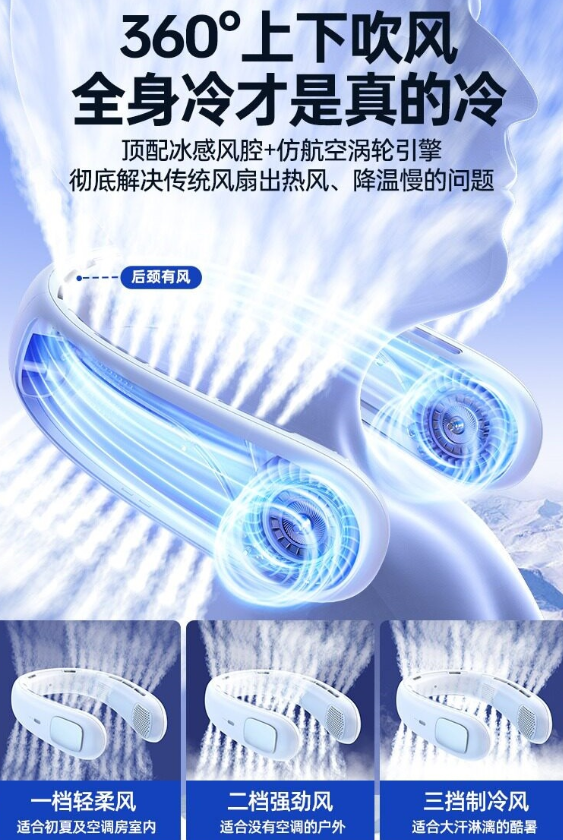 360°上下吹风
全身冷才是真的冷
顶配冰感风腔+仿航空涡轮引擎
彻底解决传统风扇出热风、降温慢的问题
后颈有风
一档轻柔风
适合初夏及空调房室内
二档强劲风
适合没有空调的户外
三挡制冷风
适合大汗淋漓的酷暑